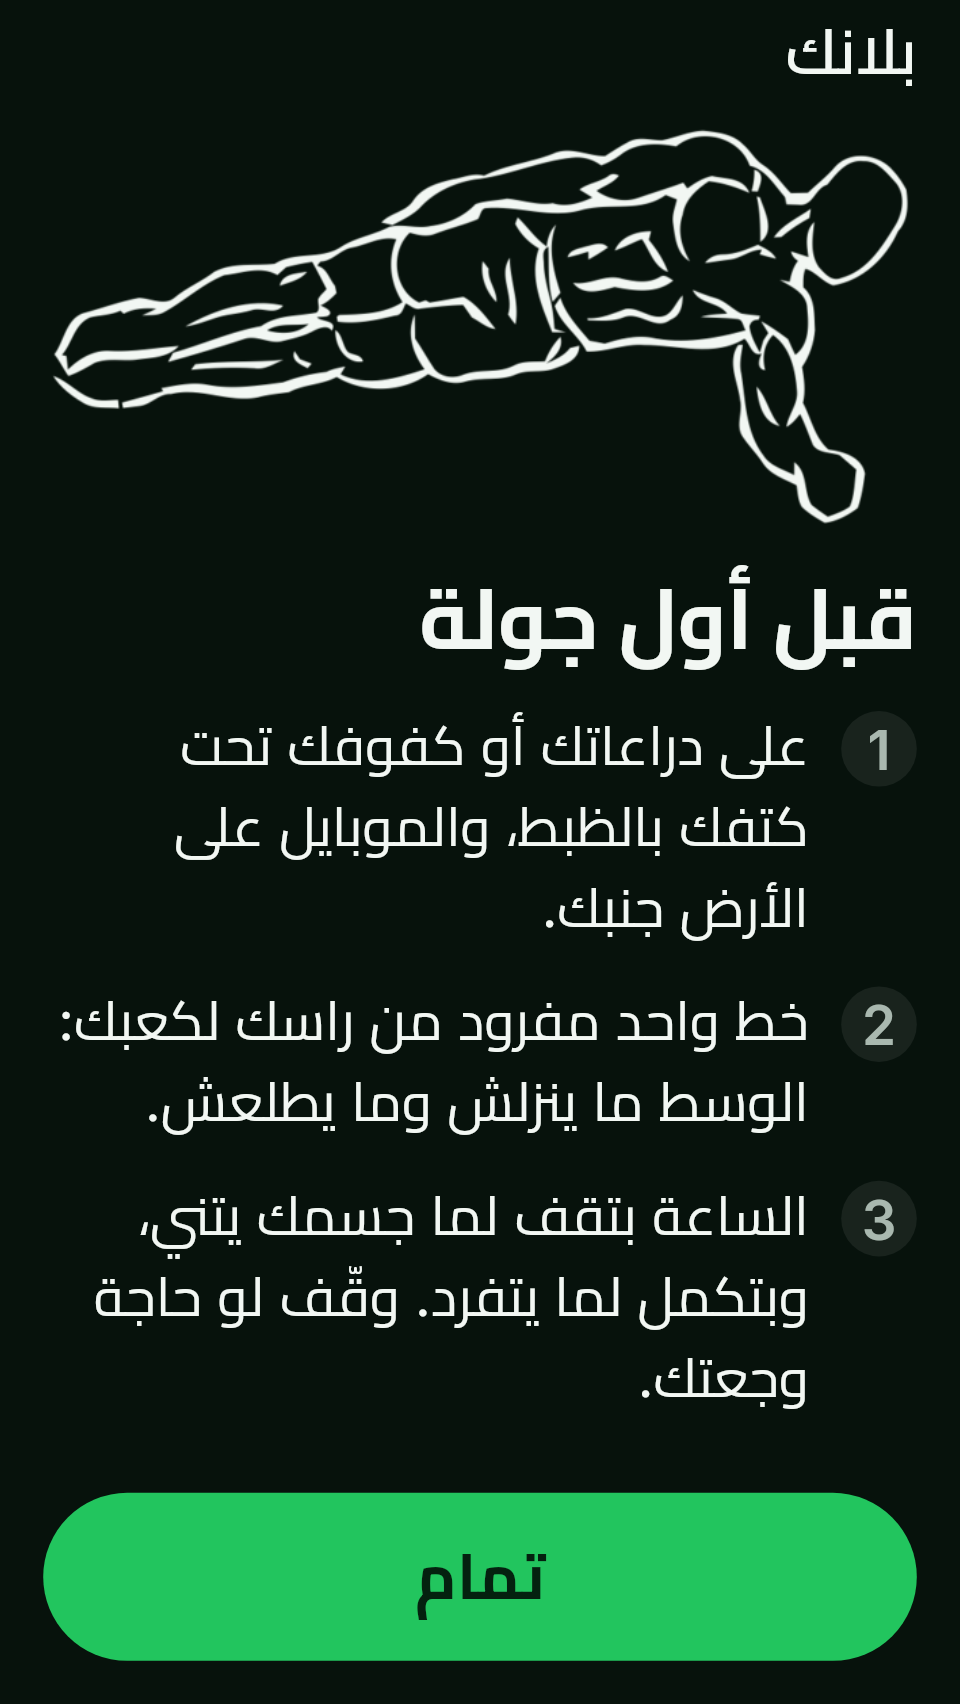 بلانك
قبل أول جولة
1
على دراعاتك أو كفوفك تحت
كتفك بالظبط، والموبايل على
الأرض جنبك.
2
خط واحد مفرود من راسك لكعبك:
الوسط ما ينزلش وما يطلعش.
3
الساعة بتقف لما جسمك يتني،
وبتكمل لما يتفرد. وقّف لو حاجة
وجعتك.
تمام